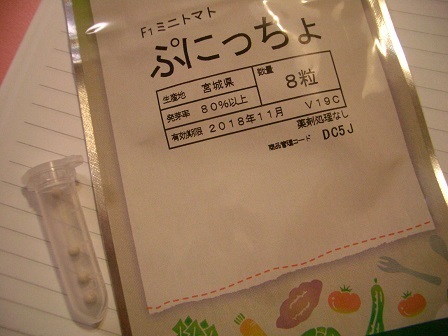 F1ミニトマト
ぷにっちょ
生産地 宮城県 数量 8粒
発芽率 80%以上
有効期限 2018年11月 V19C
薬剤処理なし
商品管理コード DC5J